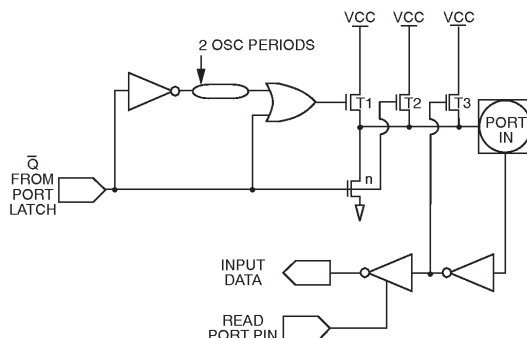 VCC VCC VCC
2 OSC PERIODS
T1 T2 T3
PORT
IN
Q
FROM
PORT
LATCH
n
INPUT
DATA
READ
PORT PIN